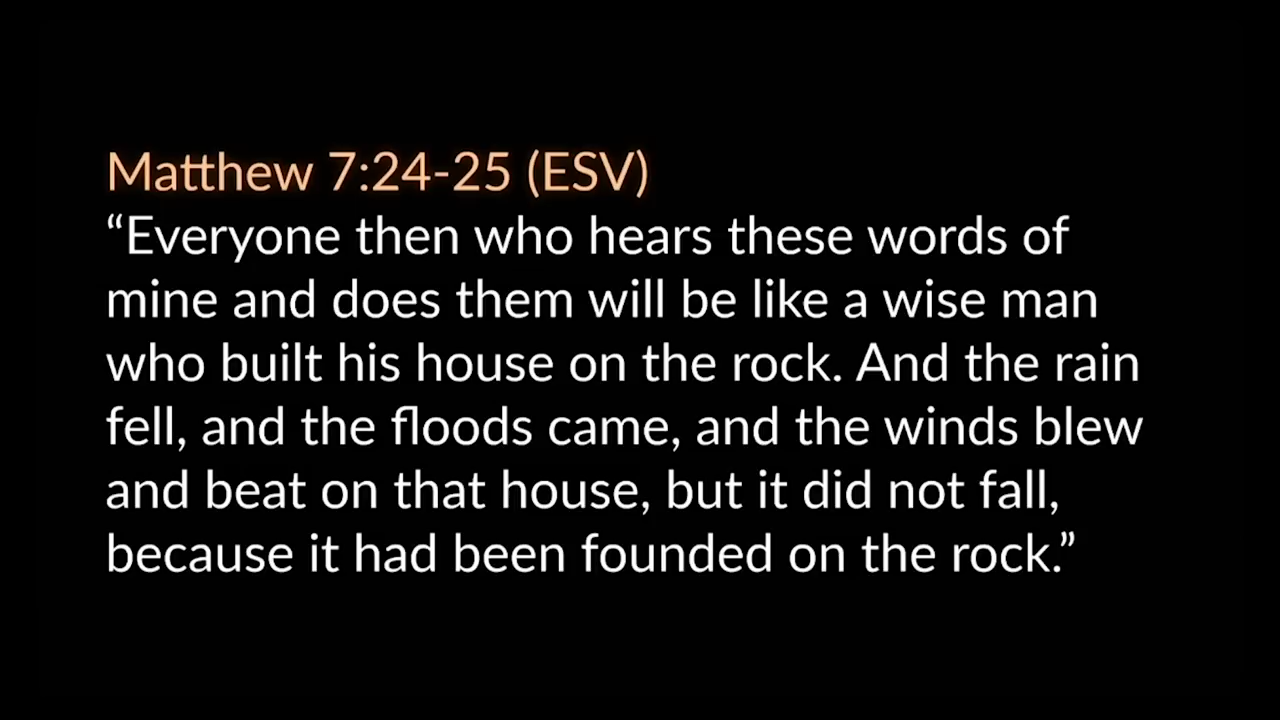 Matthew 7:24-25 (ESV)
“Everyone then who hears these words of
mine and does them will be like a wise man
who built his house on the rock. And the rain
fell, and the floods came, and the winds blew
and beat on that house, but it did not fall,
because it had been founded on the rock.”